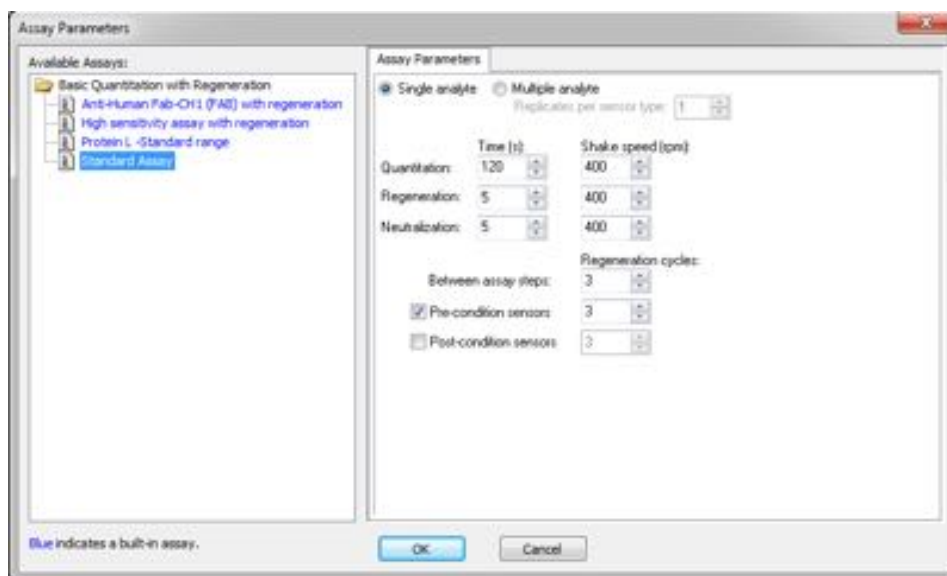 Assay Parameters
Available Assays:
Basic Quantitation with Regeneration
Anti-Human Fab-CH1 (FAB) with regeneration
High sensitivity assay with regeneration
Protein L -Standard range
Standard Assay
Blue indicates a built-in assay.
Assay Parameters
Single analyte Multiple analyte
Replicates per sensor type: 1
Time (s): Shake speed (rpm):
Quantitation: 120 400
Regeneration: 5 400
Neutralization: 5 400
Regeneration cycles:
Between assay steps: 3
Pre-condition sensors 3
Post-condition sensors 3
OK Cancel